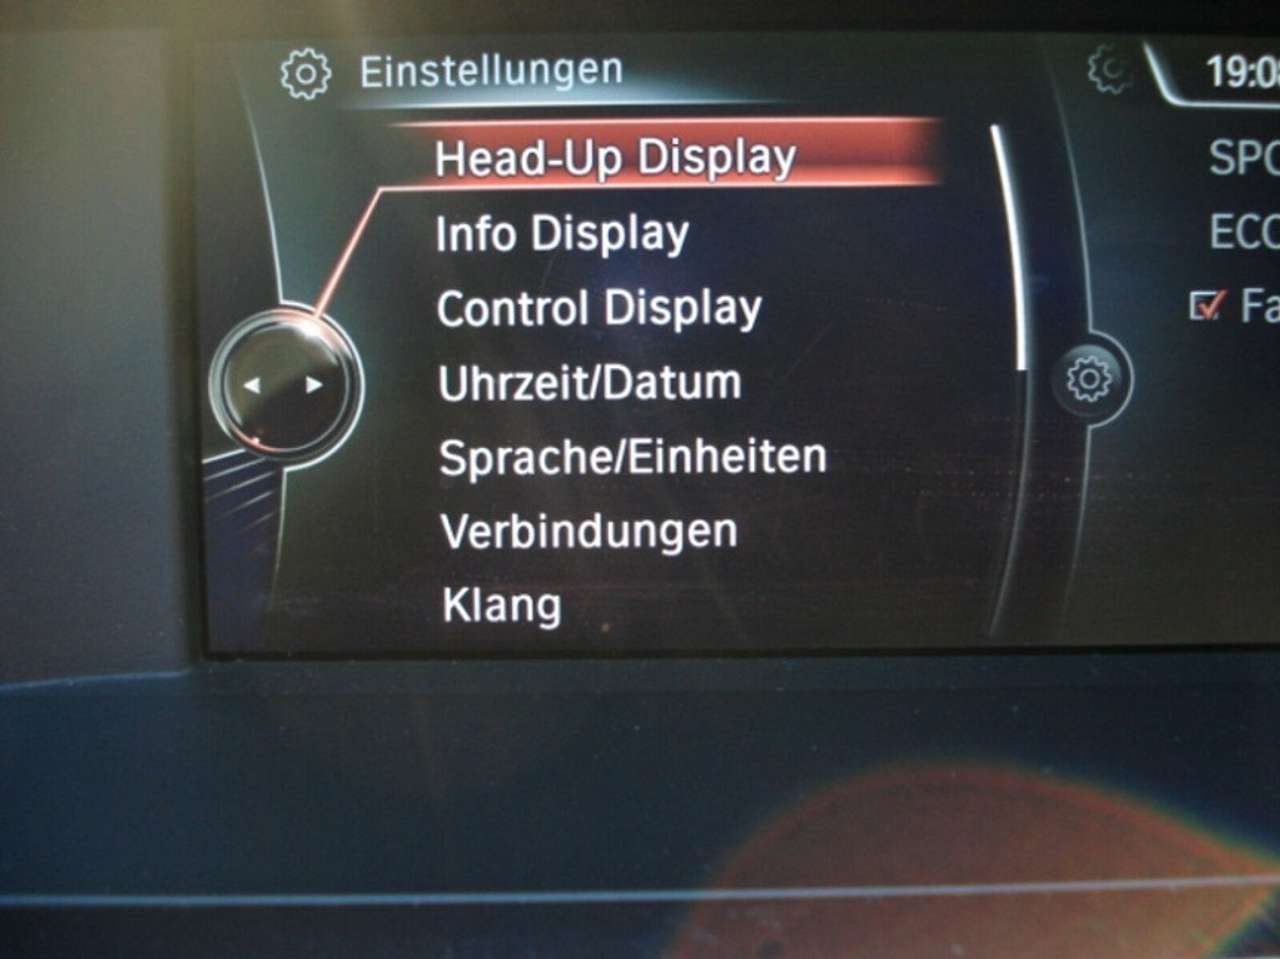 Einstellungen
Head-Up Display
Info Display
Control Display
Uhrzeit/Datum
Sprache/Einheiten
Verbindungen
Klang